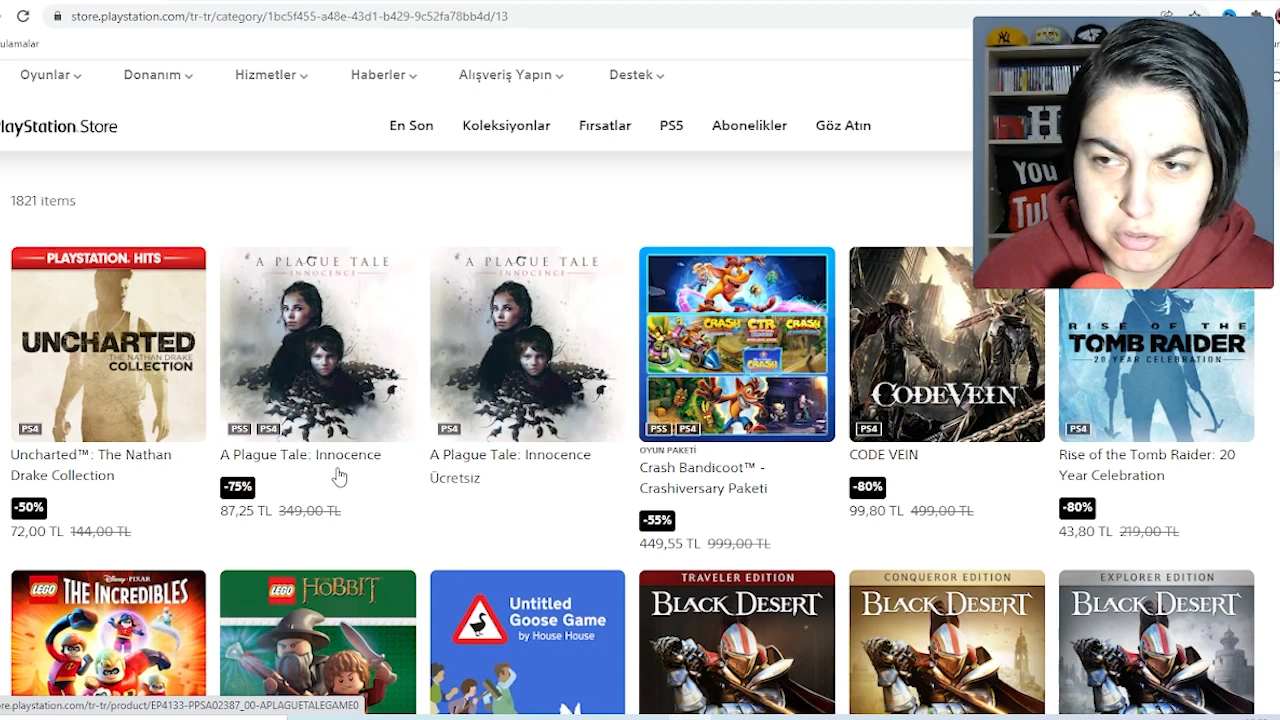 store.playstation.com/tr-tr/category/1bc5f455-a48e-43d1-b429-9c52fa78bb4d/13
ulamalar
Oyunlar
Donanım
Hizmetler
Haberler
Alışveriş Yapın
Destek
layStation Store
En Son
Koleksiyonlar
Fırsatlar
PS5
Abonelikler
Göz Atın
H
You
Tu
1821 items
PLAYSTATION HITS
UNCHARTED
THE NATHAN DRAKE
COLLECTION
PS4
Uncharted™: The Nathan
Drake Collection
-50%
72,00 TL 144,00 TL
A PLAGUE TALE
INNOCENCE
PS5 PS4
A Plague Tale: Innocence
-75%
87,25 TL 349,00 TL
A PLAGUE TALE
INNOCENCE
PS4
A Plague Tale: Innocence
Ücretsiz
CRASH CTR CRASH
CRASH
PS5 PS4
OYUN PAKETİ
Crash Bandicoot™ -
Crashiversary Paketi
-55%
449,55 TL 999,00 TL
CODE VEIN
PS4
CODE VEIN
-80%
99,80 TL 499,00 TL
RISE OF THE
TOMB RAIDER
20 YEAR CELEBRATION
PS4
Rise of the Tomb Raider: 20
Year Celebration
-80%
43,80 TL 219,00 TL
Disney·PIXAR
LEGO THE INCREDIBLES
LEGO THE HOBBIT
Untitled
Goose Game
by House House
TRAVELER EDITION
BLACK DESERT
CONQUEROR EDITION
BLACK DESERT
EXPLORER EDITION
BLACK DESERT
re.playstation.com/tr-tr/product/EP4133-PPSA02387_00-APLAGUETALEGAME0